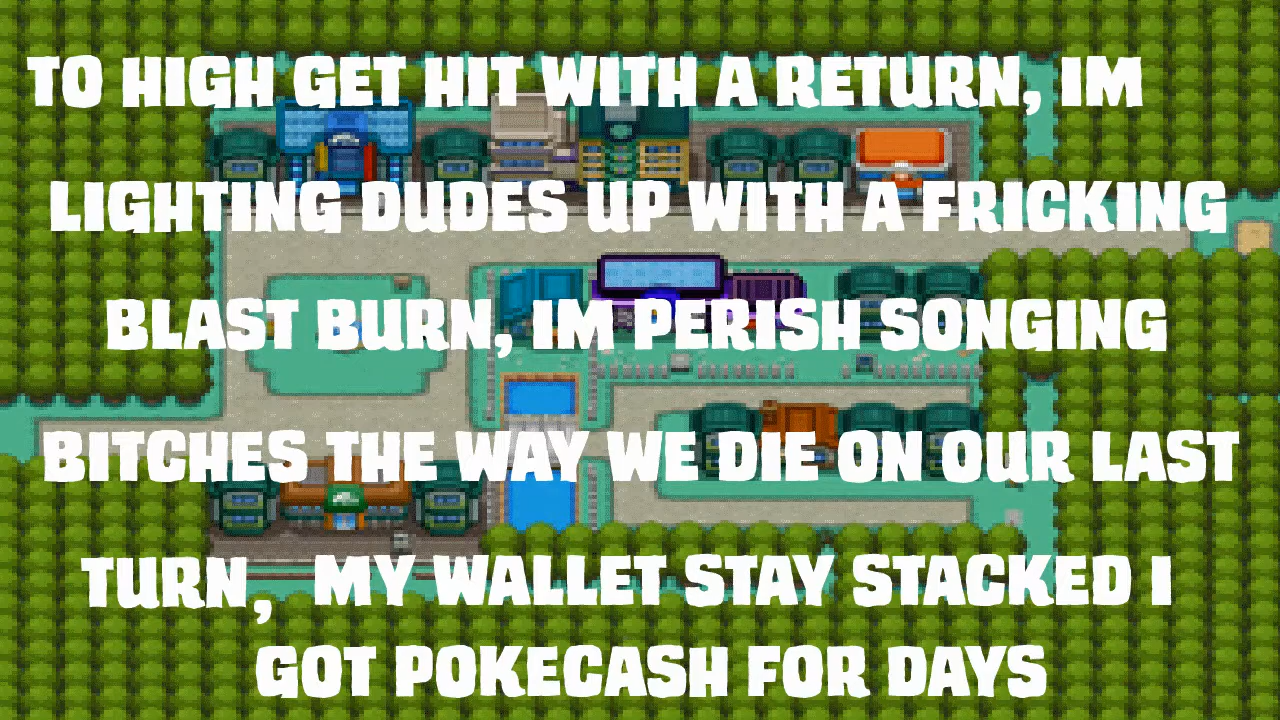 TO HIGH GET HIT WITH A RETURN, IM
LIGHTING DUDES UP WITH A FRICKING
BLAST BURN, IM PERISH SONGING
BITCHES THE WAY WE DIE ON OUR LAST
TURN, MY WALLET STAY STACKED I
GOT POKECASH FOR DAYS